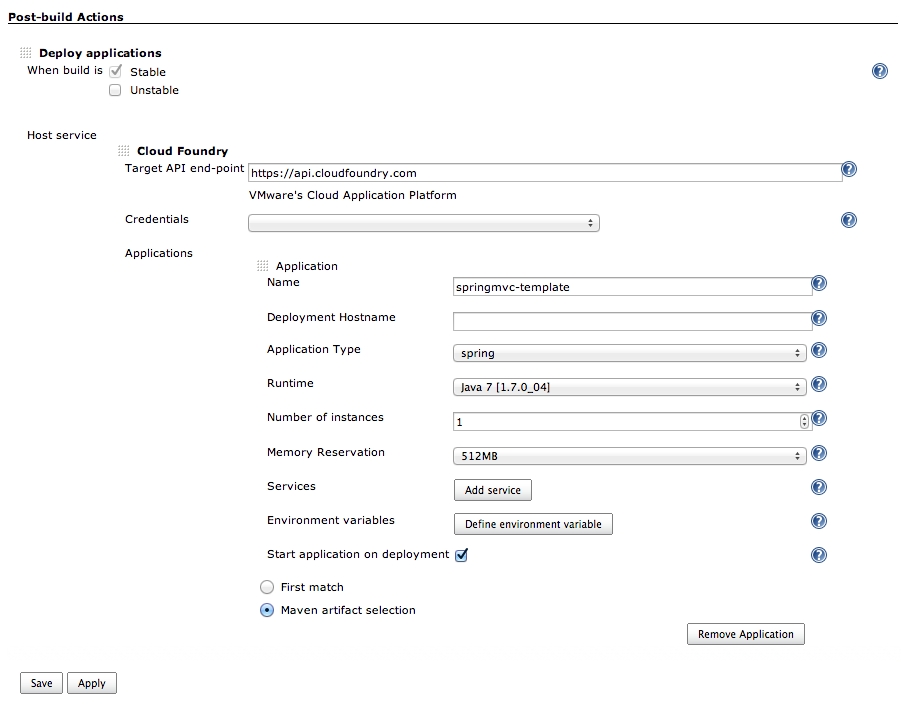 Post-build Actions
Deploy applications
When build is Stable
Unstable
Host service
Cloud Foundry
Target API end-point https://api.cloudfoundry.com
VMware's Cloud Application Platform
Credentials
Applications
Application
Name springmvc-template
Deployment Hostname
Application Type spring
Runtime Java 7 [1.7.0_04]
Number of instances 1
Memory Reservation 512MB
Services Add service
Environment variables Define environment variable
Start application on deployment
First match
Maven artifact selection
Remove Application
Save Apply